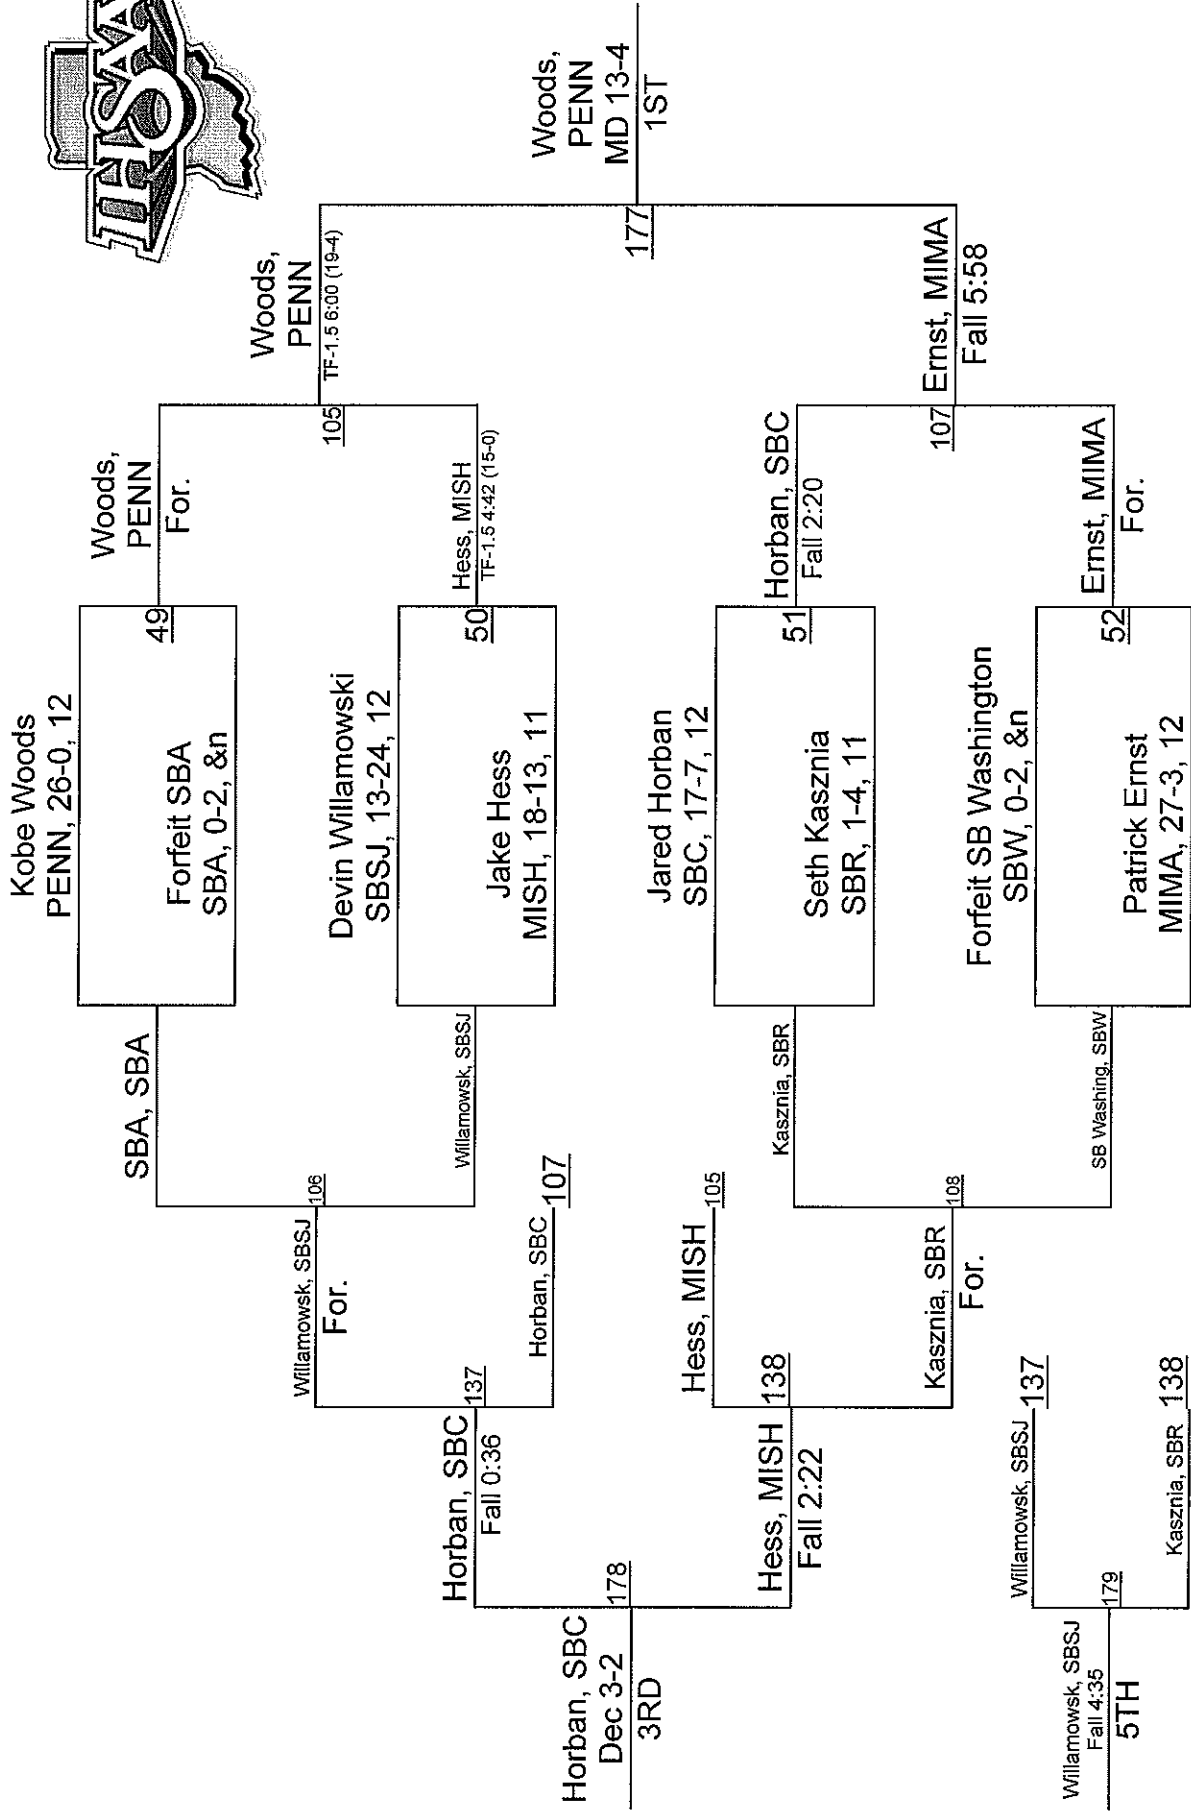 IHSAA
Kobe Woods
PENN, 26-0, 12
49
Forfeit SBA
SBA, 0-2, &n
Devin Willamowski
SBSJ, 13-24, 12
50
Jake Hess
MISH, 18-13, 11
Jared Horban
SBC, 17-7, 12
51
Seth Kasznia
SBR, 1-4, 11
Forfeit SB Washington
SBW, 0-2, &n
52
Patrick Ernst
MIMA, 27-3, 12
Woods,
PENN
For.
105
Hess, MISH
TF-1.5 4:42 (15-0)
Horban, SBC
Fall 2:20
107
Ernst, MIMA
For.
Woods,
PENN
TF-1.5 6:00 (19-4)
177
Ernst, MIMA
Fall 5:58
Woods,
PENN
MD 13-4
1ST
SBA, SBA
106
Willamowsk, SBSJ
Kasznia, SBR
108
SB Washing, SBW
Willamowsk, SBSJ
For.
137
Horban, SBC
107
Hess, MISH
105
138
Kasznia, SBR
For.
Horban, SBC
Fall 0:36
178
Hess, MISH
Fall 2:22
Horban, SBC
Dec 3-2
3RD
Willamowsk, SBSJ
137
179
Kasznia, SBR
138
Willamowsk, SBSJ
Fall 4:35
5TH